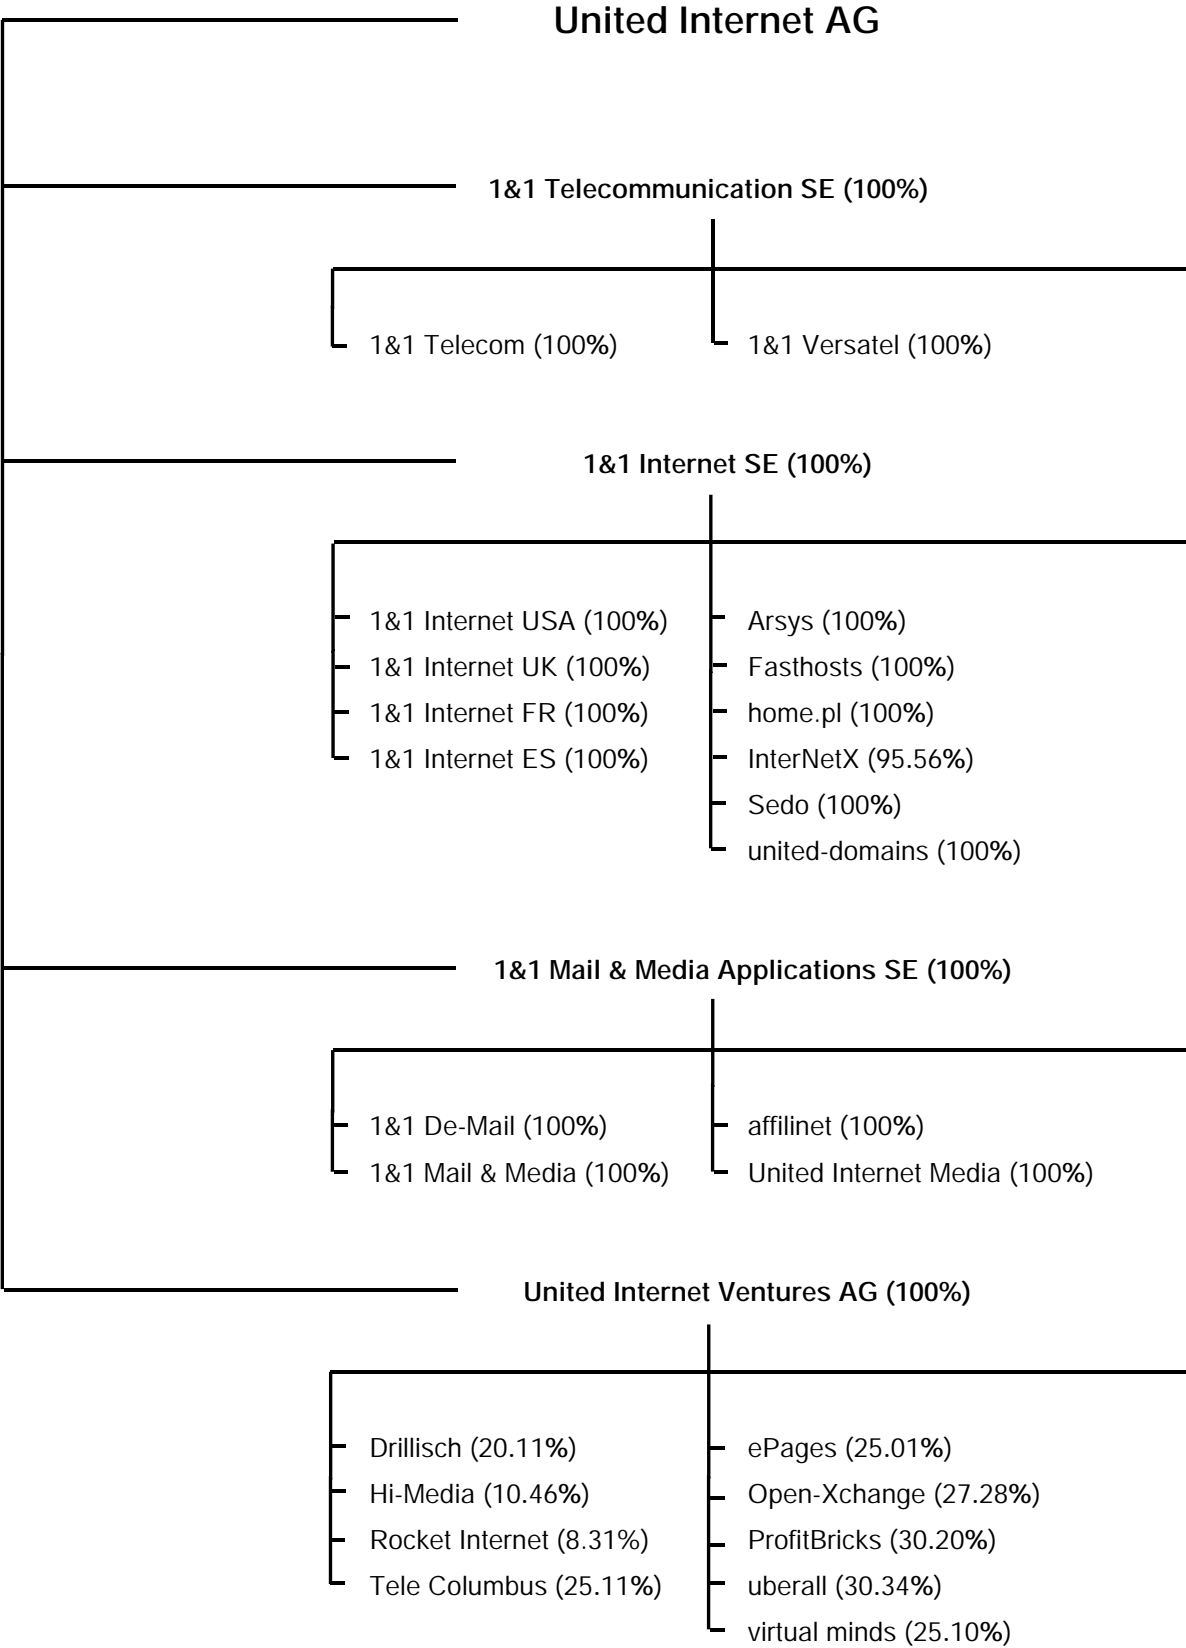 United Internet AG
1&1 Telecommunication SE (100%)
1&1 Telecom (100%)
1&1 Versatel (100%)
1&1 Internet SE (100%)
1&1 Internet USA (100%)
1&1 Internet UK (100%)
1&1 Internet FR (100%)
1&1 Internet ES (100%)
Arsys (100%)
Fasthosts (100%)
home.pl (100%)
InterNetX (95.56%)
Sedo (100%)
united-domains (100%)
1&1 Mail & Media Applications SE (100%)
1&1 De-Mail (100%)
1&1 Mail & Media (100%)
affilinet (100%)
United Internet Media (100%)
United Internet Ventures AG (100%)
Drillisch (20.11%)
Hi-Media (10.46%)
Rocket Internet (8.31%)
Tele Columbus (25.11%)
ePages (25.01%)
Open-Xchange (27.28%)
ProfitBricks (30.20%)
uberall (30.34%)
virtual minds (25.10%)